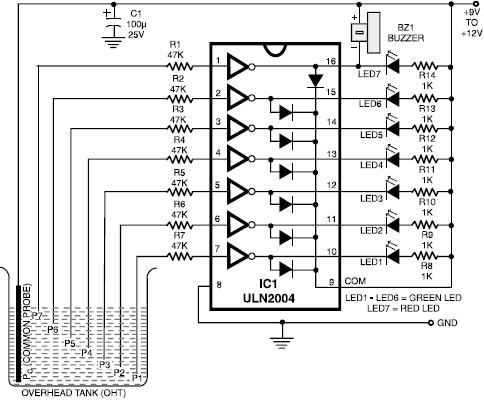 C1
100µ
25V
BZ1
BUZZER
+9V
TO
+12V
R1
47K
R2
47K
R3
47K
R4
47K
R5
47K
R6
47K
R7
47K
1
2
3
4
5
6
7
8
16
15
14
13
12
11
10
9
COM
IC1
ULN2004
LED7
LED6
LED5
LED4
LED3
LED2
LED1
R14
1K
R13
1K
R12
1K
R11
1K
R10
1K
R9
1K
R8
1K
LED1 - LED6 = GREEN LED
LED7 = RED LED
GND
(COMMON PROBE)
P7
P6
P5
P4
P3
P2
P1
OVERHEAD TANK (OHT)